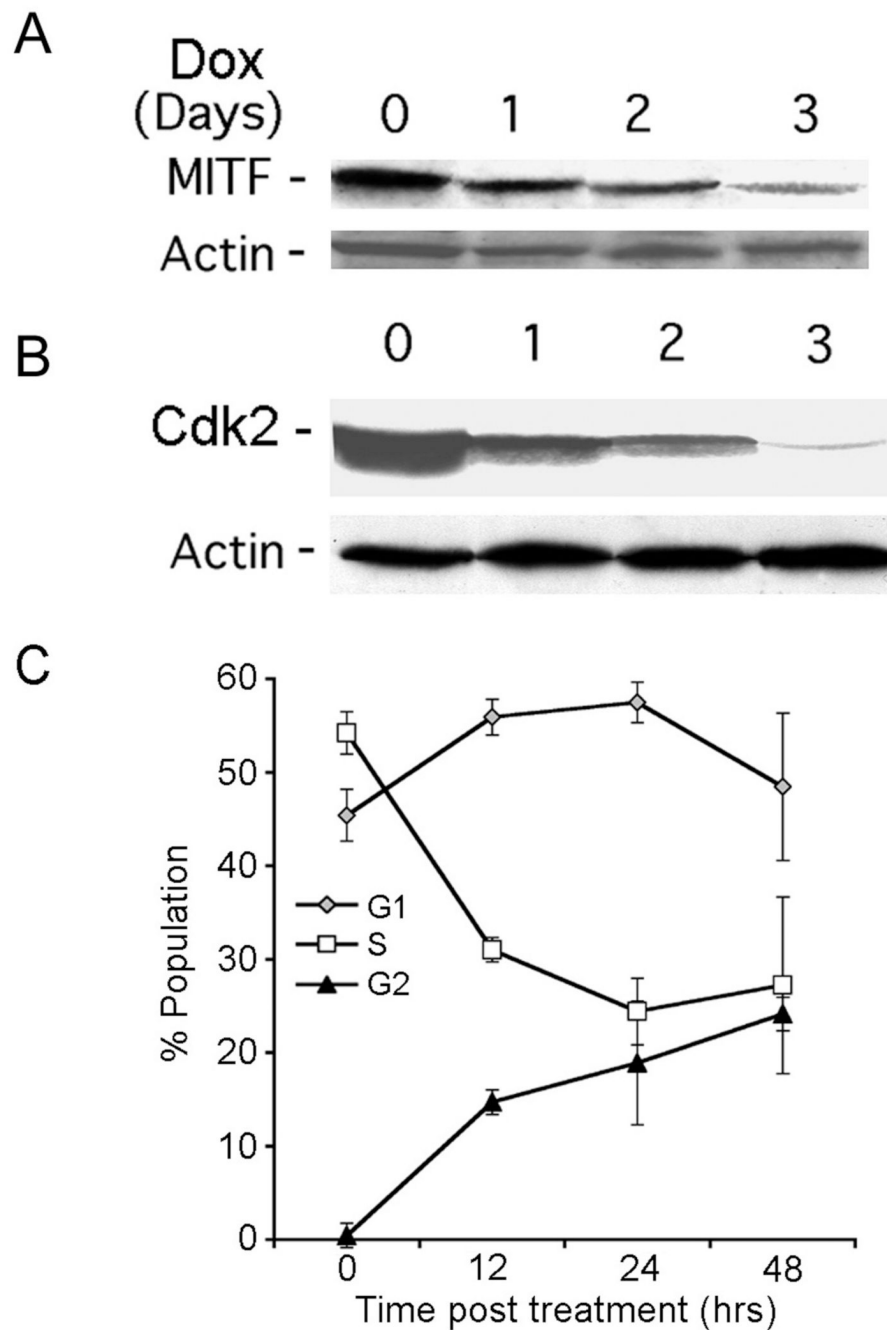 A
Dox
(Days) 0 1 2 3
MITF -
Actin -
B
0 1 2 3
Cdk2 -
Actin -
C
60
50
40
30
20
10
0
% Population
G1
S
G2
0 12 24 48
Time post treatment (hrs)